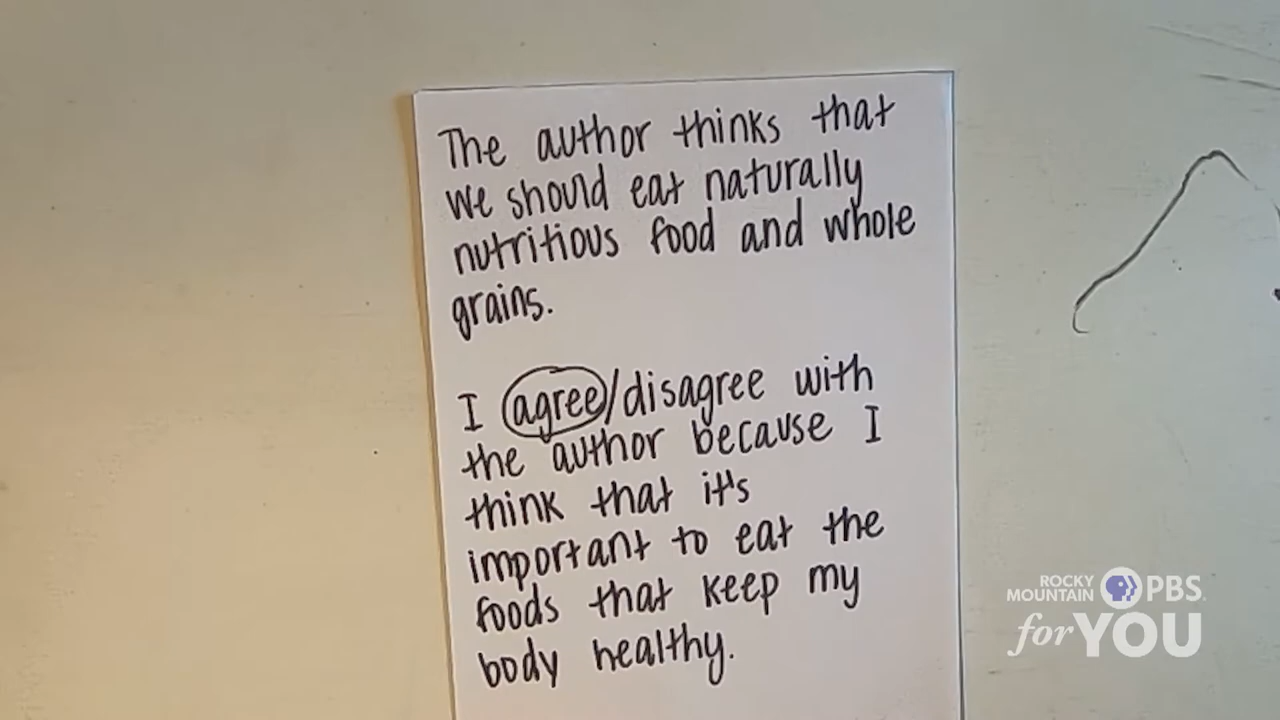 The author thinks that
we should eat naturally
nutritious food and whole
grains.
I agree/disagree with
the author because I
think that it's
important to eat the
foods that keep my
body healthy.
ROCKY
MOUNTAIN PBS
for YOU